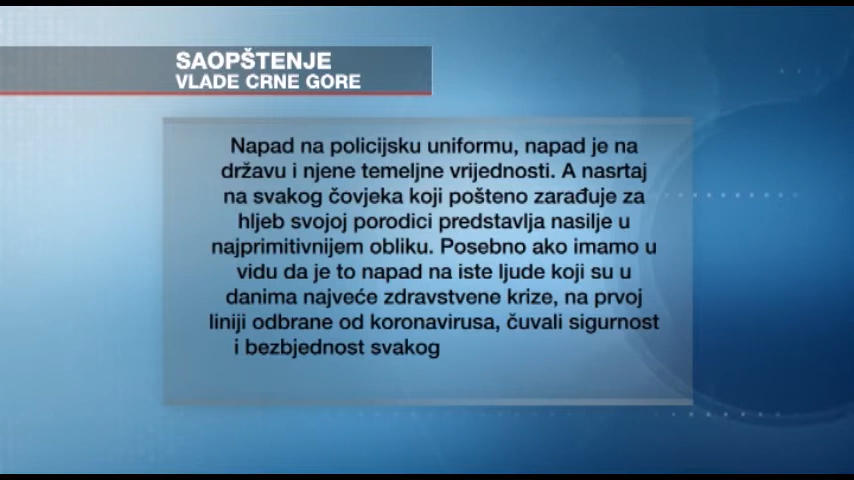 SAOPŠTENJE
VLADE CRNE GORE
Napad na policijsku uniformu, napad je na
državu i njene temeljne vrijednosti. A nasrtaj
na svakog čovjeka koji pošteno zarađuje za
hljeb svojoj porodici predstavlja nasilje u
najprimitivnijem obliku. Posebno ako imamo u
vidu da je to napad na iste ljude koji su u
danima najveće zdravstvene krize, na prvoj
liniji odbrane od koronavirusa, čuvali sigurnost
i bezbjednost svakog